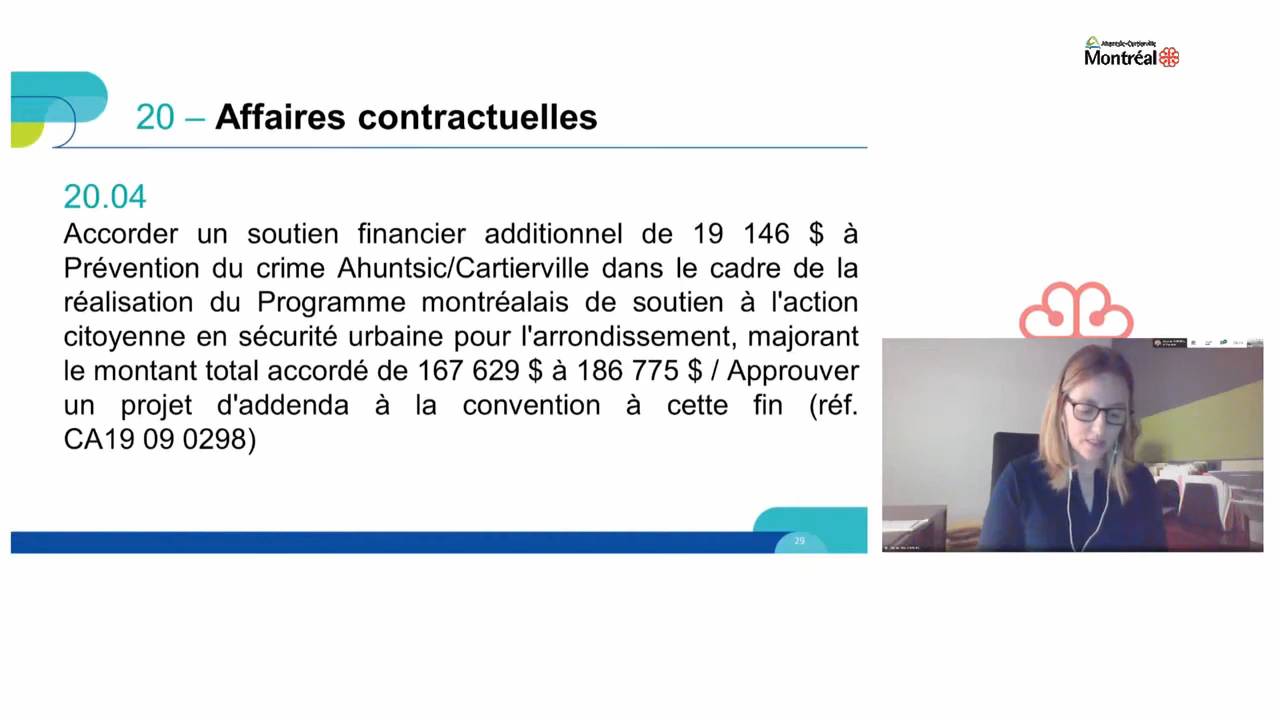 Ahuntsic-Cartierville
Montréal
20 – Affaires contractuelles
20.04
Accorder un soutien financier additionnel de 19 146 $ à
Prévention du crime Ahuntsic/Cartierville dans le cadre de la
réalisation du Programme montréalais de soutien à l'action
citoyenne en sécurité urbaine pour l'arrondissement, majorant
le montant total accordé de 167 629 $ à 186 775 $ / Approuver
un projet d'addenda à la convention à cette fin (réf.
CA19 09 0298)
29